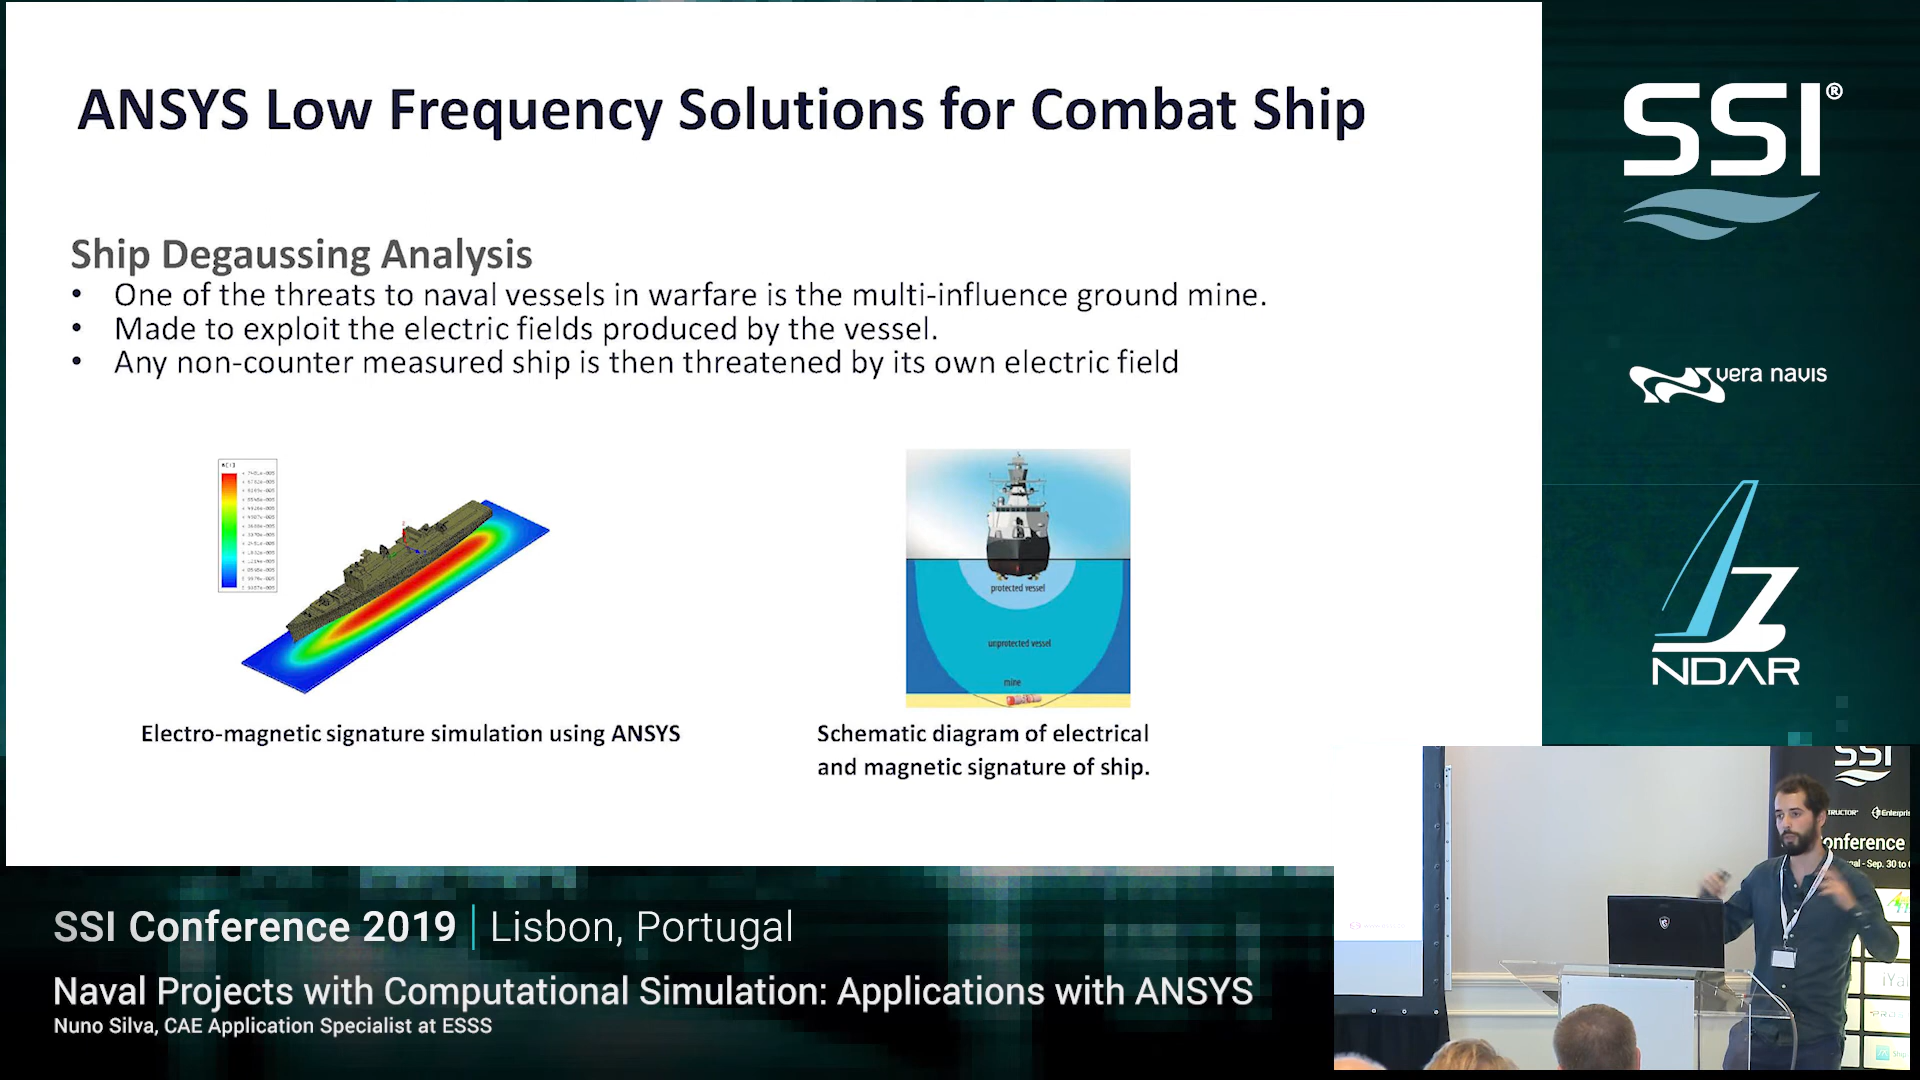 ANSYS Low Frequency Solutions for Combat Ship
Ship Degaussing Analysis
• One of the threats to naval vessels in warfare is the multi-influence ground mine.
• Made to exploit the electric fields produced by the vessel.
• Any non-counter measured ship is then threatened by its own electric field
protected vessel
unprotected vessel
mine
Electro-magnetic signature simulation using ANSYS
Schematic diagram of electrical
and magnetic signature of ship.
SSI®
vera navis
NDAR
SSI
onference
SSI Conference 2019 | Lisbon, Portugal
Naval Projects with Computational Simulation: Applications with ANSYS
Nuno Silva, CAE Application Specialist at ESSS